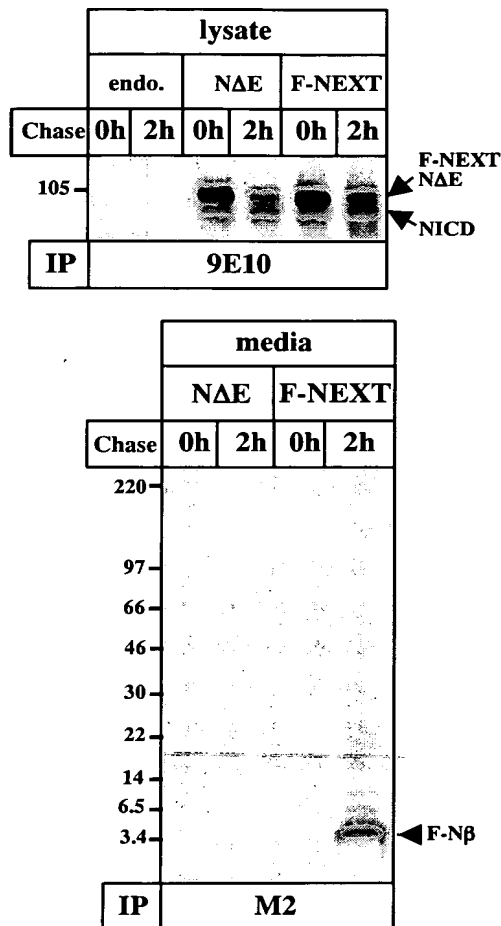 lysate
endo. NΔE F-NEXT
Chase 0h 2h 0h 2h 0h 2h
105
F-NEXT
NΔE
NICD
IP 9E10
media
NΔE F-NEXT
Chase 0h 2h 0h 2h
220
97
66
46
30
22
14
6.5
3.4
F-Nβ
IP M2